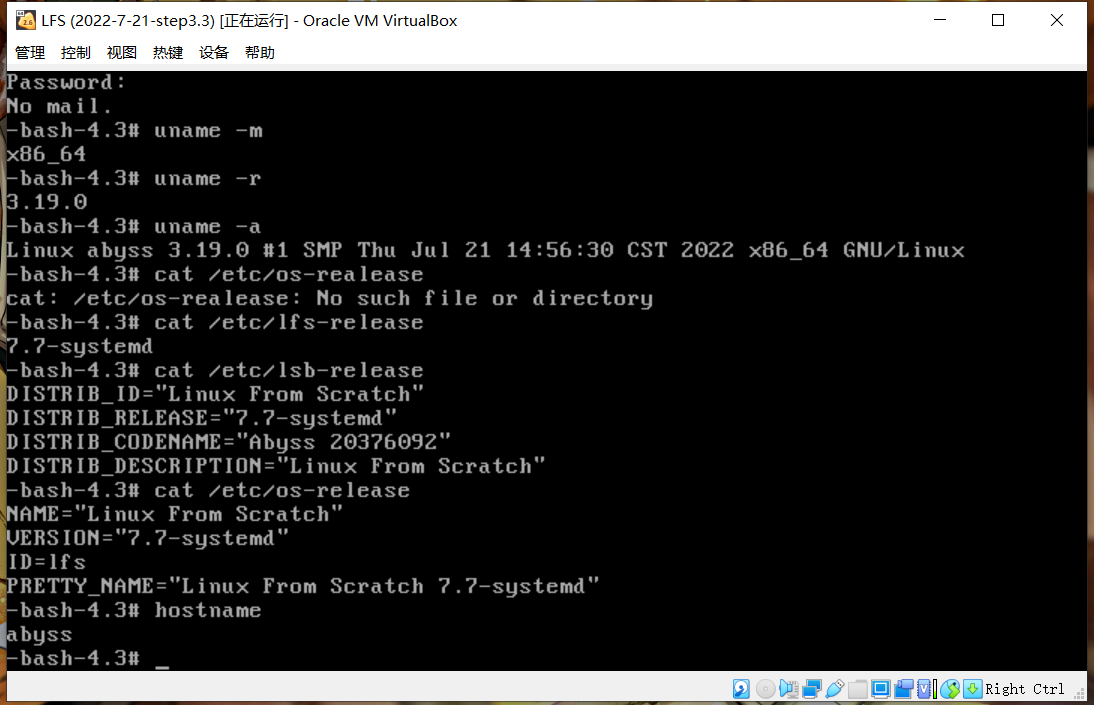 LFS (2022-7-21-step3.3) [正在运行] - Oracle VM VirtualBox
管理 控制 视图 热键 设备 帮助
Password:
No mail.
-bash-4.3# uname -m
x86_64
-bash-4.3# uname -r
3.19.0
-bash-4.3# uname -a
Linux abyss 3.19.0 #1 SMP Thu Jul 21 14:56:30 CST 2022 x86_64 GNU/Linux
-bash-4.3# cat /etc/os-realease
cat: /etc/os-realease: No such file or directory
-bash-4.3# cat /etc/lfs-release
7.7-systemd
-bash-4.3# cat /etc/lsb-release
DISTRIB_ID="Linux From Scratch"
DISTRIB_RELEASE="7.7-systemd"
DISTRIB_CODENAME="Abyss 20376092"
DISTRIB_DESCRIPTION="Linux From Scratch"
-bash-4.3# cat /etc/os-release
NAME="Linux From Scratch"
VERSION="7.7-systemd"
ID=lfs
PRETTY_NAME="Linux From Scratch 7.7-systemd"
-bash-4.3# hostname
abyss
-bash-4.3# _
Right Ctrl